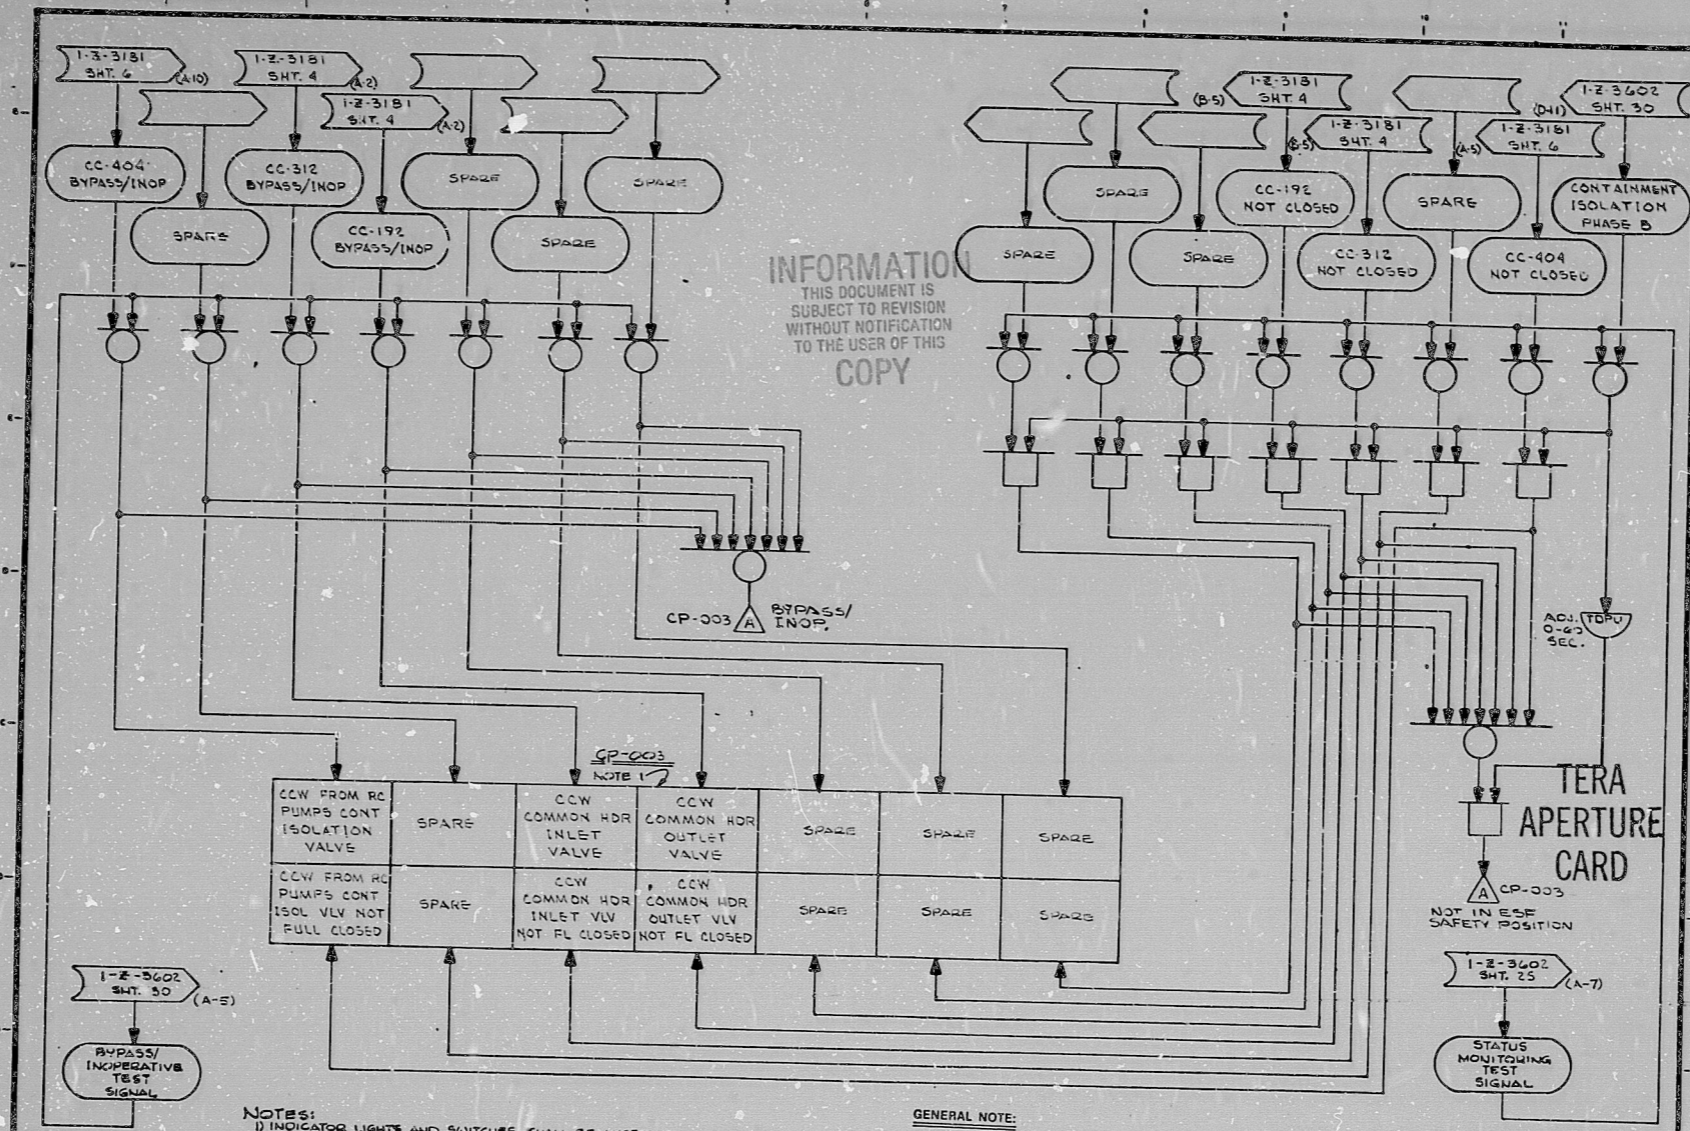 1-Z-3181
SHT. 6
(A-10)
1-Z-3181
SHT. 4
(A-2)
1-Z-3181
SHT. 4
(A-2)
(B-5)
1-Z-3181
SHT. 4
(B-5)
1-Z-3181
SHT. 4
(A-5)
1-Z-3181
SHT. 6
(D-11)
1-Z-3602
SHT. 30
CC-404
BYPASS/INOP
SPARE
CC-312
BYPASS/INOP
CC-192
BYPASS/INOP
SPARE
SPARE
SPARE
SPARE
SPARE
SPARE
CC-192
NOT CLOSED
CC-312
NOT CLOSED
SPARE
CC-404
NOT CLOSED
CONTAINMENT
ISOLATION
PHASE B
INFORMATION
THIS DOCUMENT IS
SUBJECT TO REVISION
WITHOUT NOTIFICATION
TO THE USER OF THIS
COPY
CP-003
A
BYPASS/
INOP.
ADJ.
0-60
SEC.
TDPU
CP-003
NOTE 1
CCW FROM RC
PUMPS CONT
ISOLATION
VALVE
SPARE
CCW
COMMON HDR
INLET
VALVE
CCW
COMMON HDR
OUTLET
VALVE
SPARE
SPARE
SPARE
CCW FROM RC
PUMPS CONT
ISOL VLV NOT
FULL CLOSED
SPARE
CCW
COMMON HDR
INLET VLV
NOT FL CLOSED
CCW
COMMON HDR
OUTLET VLV
NOT FL CLOSED
SPARE
SPARE
SPARE
TERA
APERTURE
CARD
A
CP-003
NOT IN ESF
SAFETY POSITION
1-Z-3602
SHT. 30
(A-5)
BYPASS/
INOPERATIVE
TEST
SIGNAL
1-Z-3602
SHT. 25
(A-7)
STATUS
MONITORING
TEST
SIGNAL
NOTES:
1) INDICATOR LIGHTS AND SWITCHES
GENERAL NOTE: